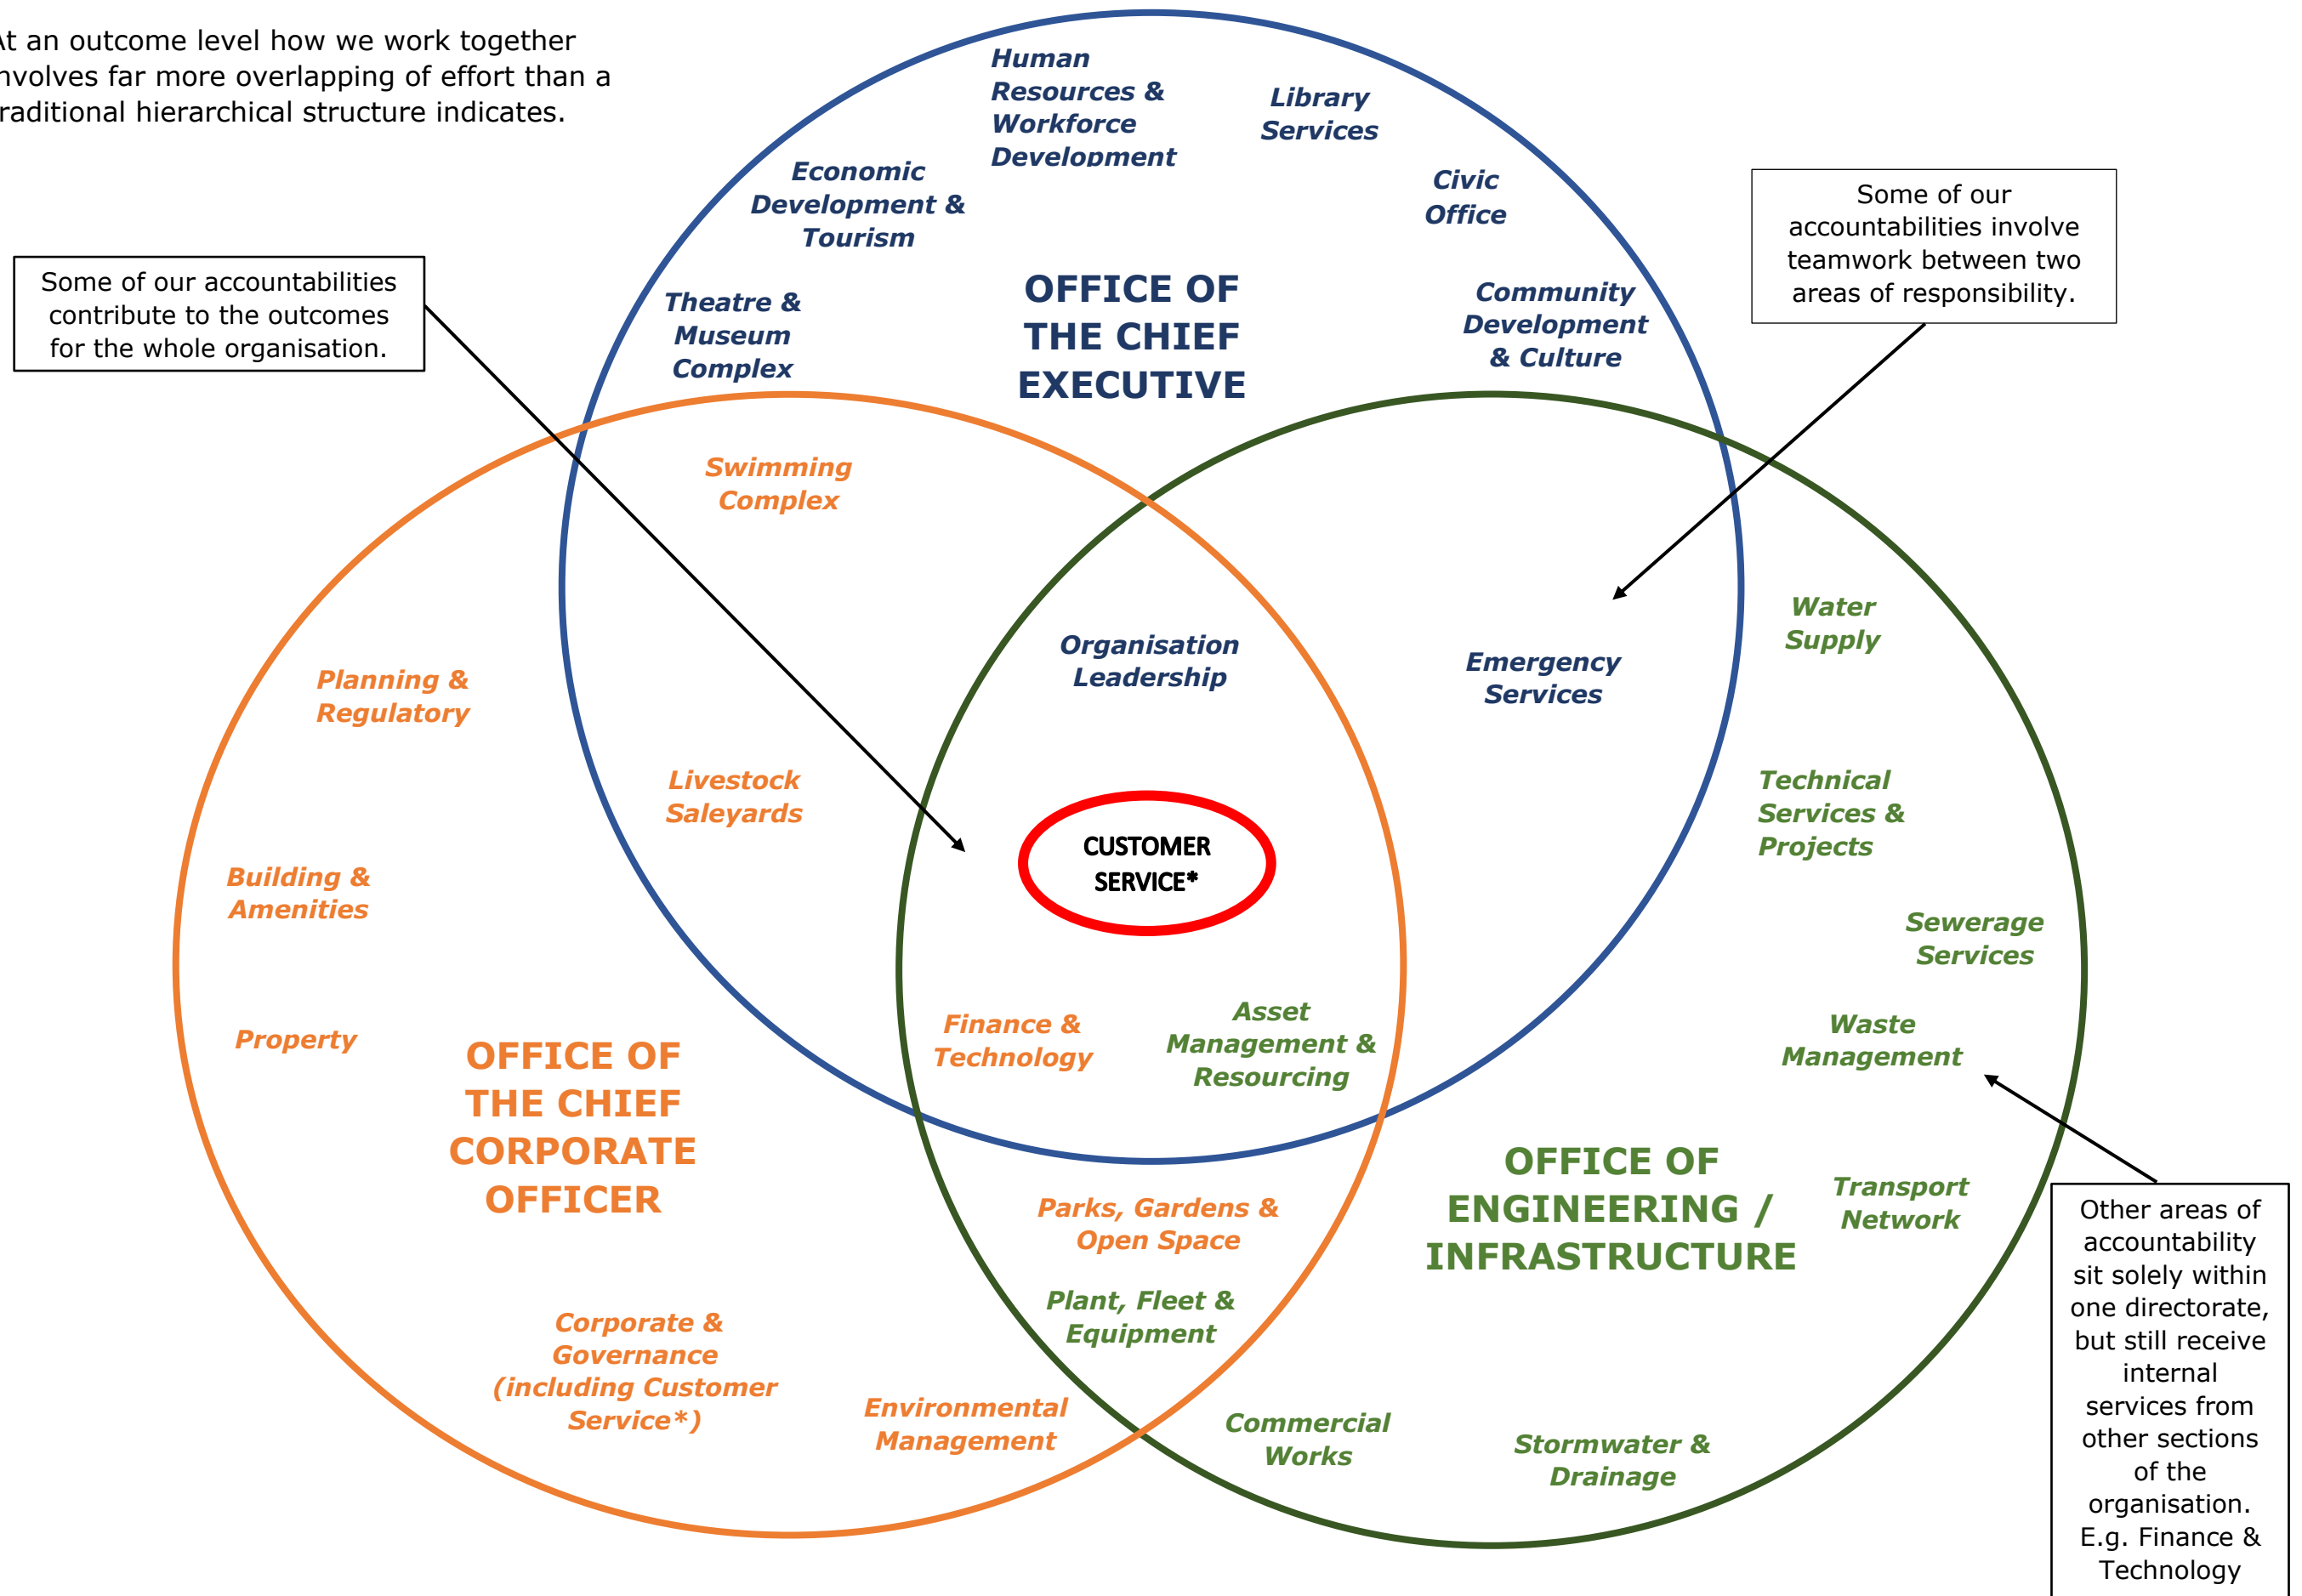 At an outcome level how we work together
involves far more overlapping of effort than a
traditional hierarchical structure indicates.
Human
Resources &
Workforce
Development
Library
Services
Economic
Development &
Tourism
Civic
Office
Some of our
accountabilities involve
teamwork between two
areas of responsibility.
Some of our accountabilities
contribute to the outcomes
for the whole organisation.
Theatre &
Museum
Complex
OFFICE OF
THE CHIEF
EXECUTIVE
Community
Development
& Culture
Swimming
Complex
Water
Supply
Organisation
Leadership
Emergency
Services
Planning &
Regulatory
Livestock
Saleyards
Technical
Services &
Projects
CUSTOMER
SERVICE*
Building &
Amenities
Sewerage
Services
Property
Finance &
Technology
Asset
Management &
Resourcing
Waste
Management
OFFICE OF
THE CHIEF
CORPORATE
OFFICER
OFFICE OF
ENGINEERING /
INFRASTRUCTURE
Transport
Network
Parks, Gardens &
Open Space
Plant, Fleet &
Equipment
Other areas of
accountability
sit solely within
one directorate,
but still receive
internal
services from
other sections
of the
organisation.
E.g. Finance &
Technology
Corporate &
Governance
(including Customer
Service*)
Environmental
Management
Commercial
Works
Stormwater &
Drainage